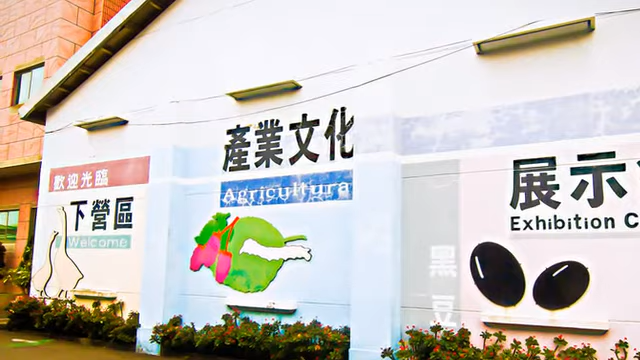 歡迎光臨
下營區
Welcome
產業文化
Agricultura
展示
Exhibition C
黑豆